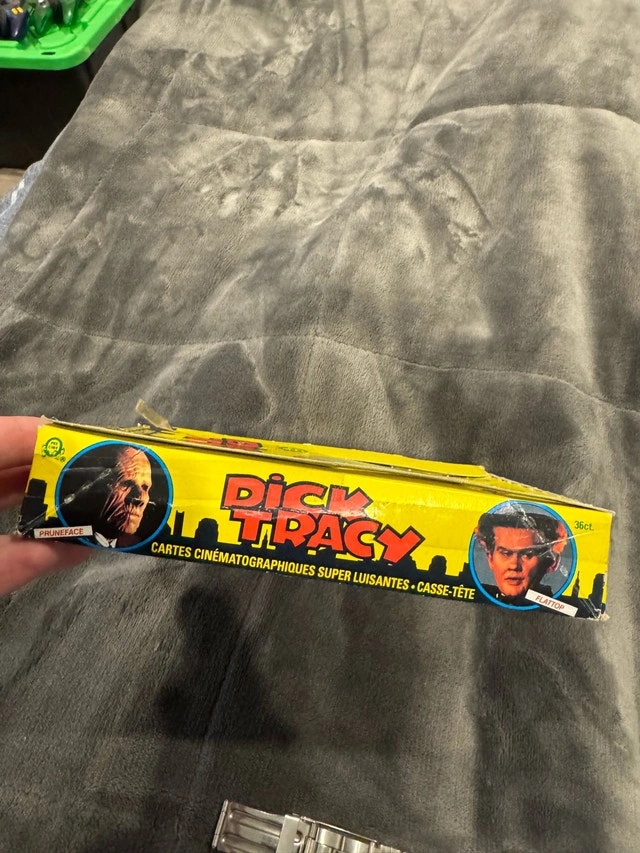 DICK
TRACY
36ct.
PRUNEFACE
CARTES CINÉMATOGRAPHIQUES SUPER LUISANTES • CASSE-TÊTE
FLATTOP